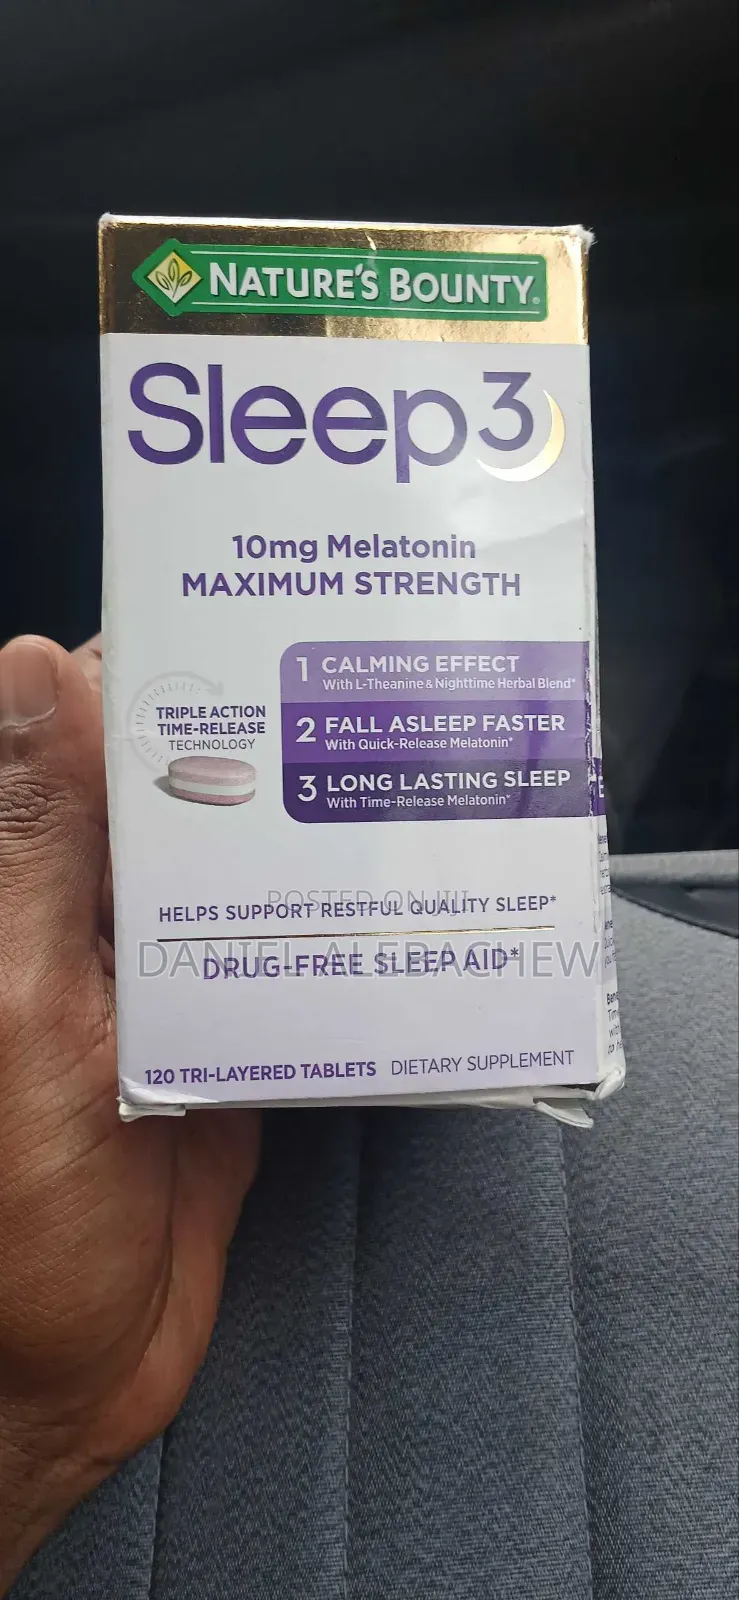 NATURE'S BOUNTY®
Sleep3
10mg Melatonin
MAXIMUM STRENGTH
TRIPLE ACTION
TIME-RELEASE
TECHNOLOGY
1 CALMING EFFECT
With L-Theanine & Nighttime Herbal Blend*
2 FALL ASLEEP FASTER
With Quick-Release Melatonin*
3 LONG LASTING SLEEP
With Time-Release Melatonin*
POSTED ON JIJI
HELPS SUPPORT RESTFUL QUALITY SLEEP*
DANIEL ALEBACHEW
DRUG-FREE SLEEP AID*
120 TRI-LAYERED TABLETS DIETARY SUPPLEMENT